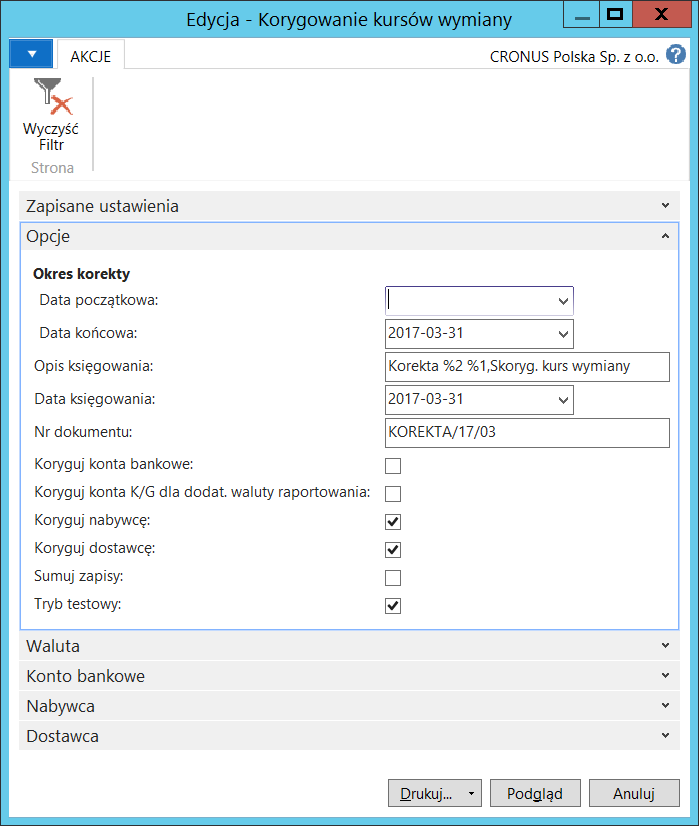 Edycja - Korygowanie kursów wymiany
AKCJE
CRONUS Polska Sp. z o.o. ?
Wyczyść
Filtr
Strona
Zapisane ustawienia
Opcje
Okres korekty
Data początkowa:
Data końcowa: 2017-03-31
Opis księgowania: Korekta %2 %1,Skoryg. kurs wymiany
Data księgowania: 2017-03-31
Nr dokumentu: KOREKTA/17/03
Koryguj konta bankowe:
Koryguj konta K/G dla dodat. waluty raportowania:
Koryguj nabywcę:
Koryguj dostawcę:
Sumuj zapisy:
Tryb testowy:
Waluta
Konto bankowe
Nabywca
Dostawca
Drukuj... Podgląd Anuluj